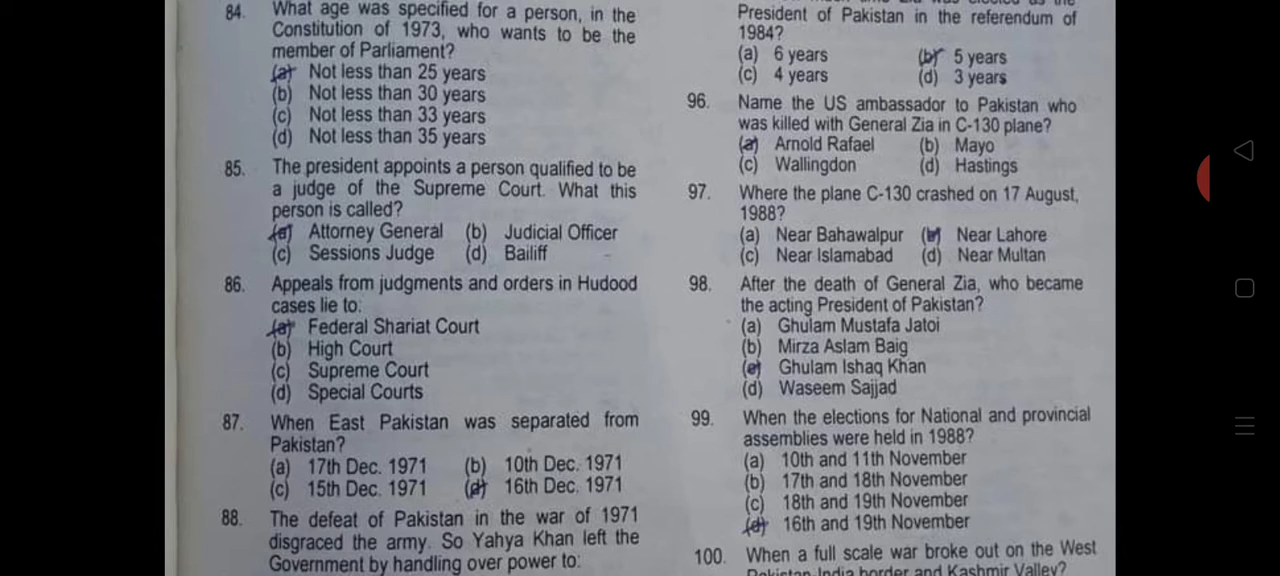 84. What age was specified for a person, in the
Constitution of 1973, who wants to be the
member of Parliament?
(a) Not less than 25 years
(b) Not less than 30 years
(c) Not less than 33 years
(d) Not less than 35 years
85. The president appoints a person qualified to be
a judge of the Supreme Court. What this
person is called?
(a) Attorney General (b) Judicial Officer
(c) Sessions Judge (d) Bailiff
86. Appeals from judgments and orders in Hudood
cases lie to:
(a) Federal Shariat Court
(b) High Court
(c) Supreme Court
(d) Special Courts
87. When East Pakistan was separated from
Pakistan?
(a) 17th Dec. 1971 (b) 10th Dec. 1971
(c) 15th Dec. 1971 (d) 16th Dec. 1971
88. The defeat of Pakistan in the war of 1971
disgraced the army. So Yahya Khan left the
Government by handling over power to:
President of Pakistan in the referendum of
1984?
(a) 6 years (b) 5 years
(c) 4 years (d) 3 years
96. Name the US ambassador to Pakistan who
was killed with General Zia in C-130 plane?
(a) Arnold Rafael (b) Mayo
(c) Wallingdon (d) Hastings
97. Where the plane C-130 crashed on 17 August,
1988?
(a) Near Bahawalpur (b) Near Lahore
(c) Near Islamabad (d) Near Multan
98. After the death of General Zia, who became
the acting President of Pakistan?
(a) Ghulam Mustafa Jatoi
(b) Mirza Aslam Baig
(c) Ghulam Ishaq Khan
(d) Waseem Sajjad
99. When the elections for National and provincial
assemblies were held in 1988?
(a) 10th and 11th November
(b) 17th and 18th November
(c) 18th and 19th November
(d) 16th and 19th November
100. When a full scale war broke out on the West
Pakistan India border and Kashmir Valley?